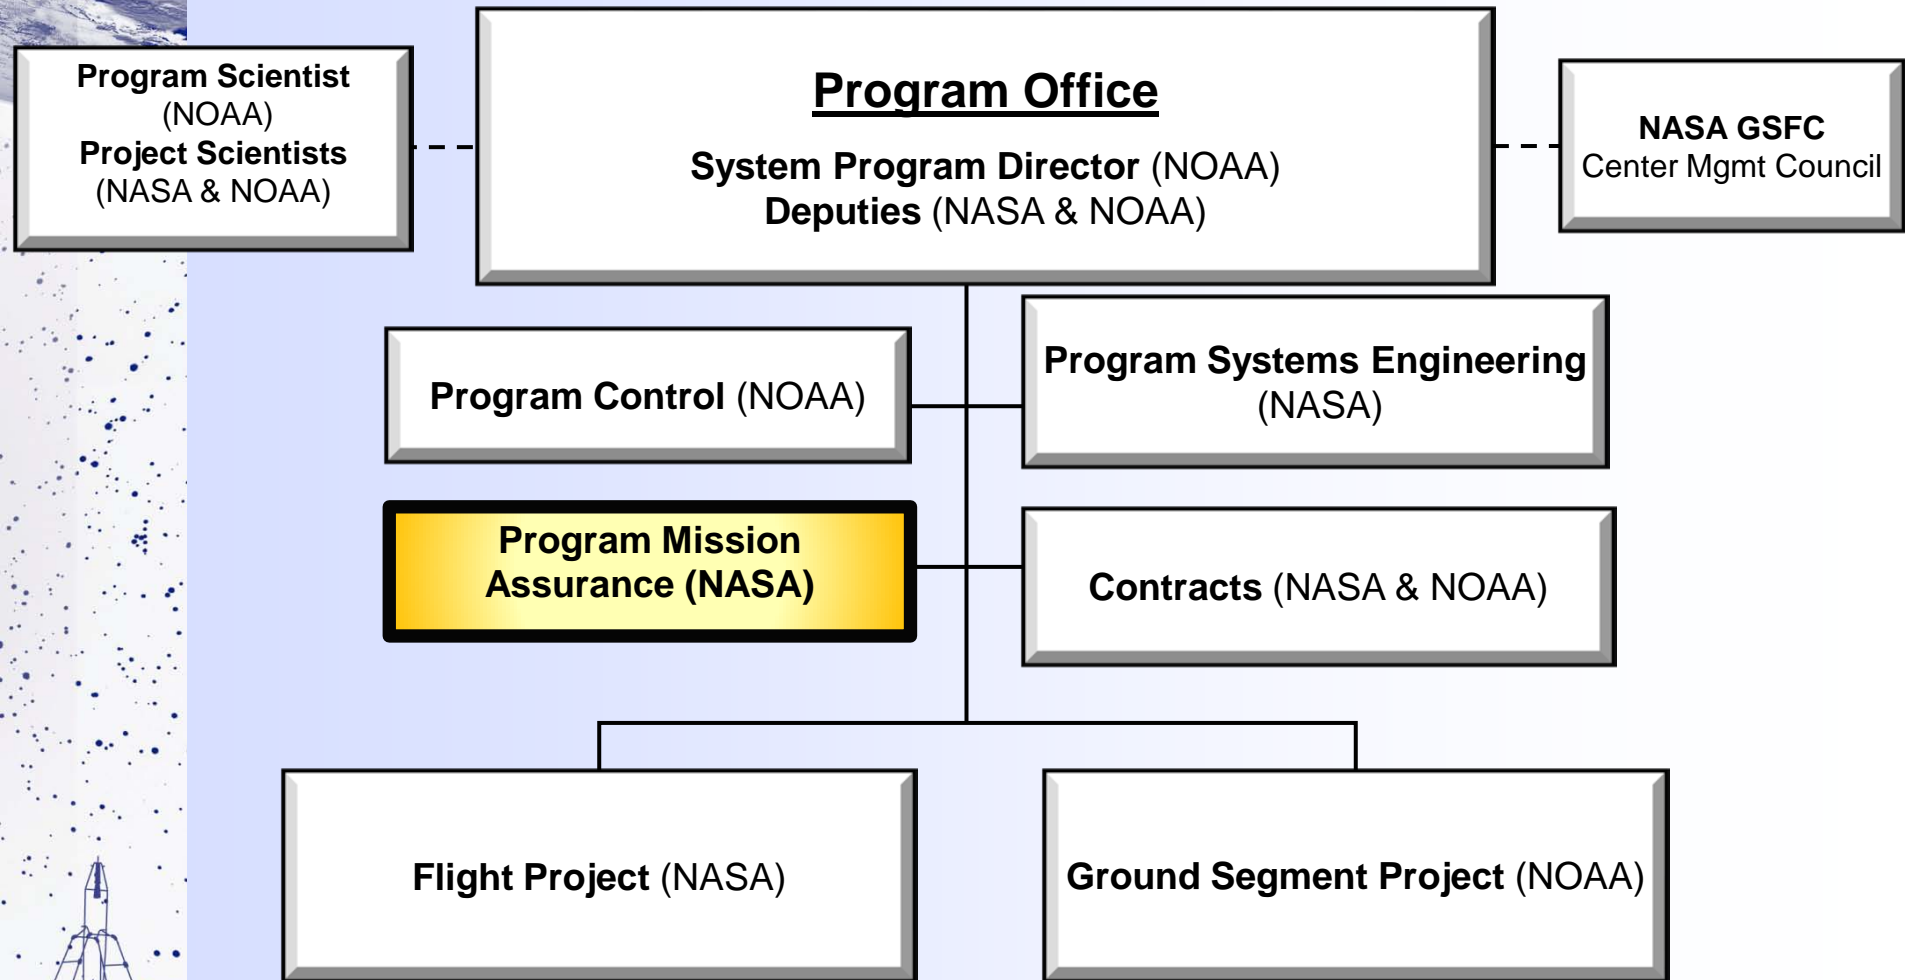 Program Scientist
(NOAA)
Project Scientists
(NASA & NOAA)
Program Office
System Program Director (NOAA)
Deputies (NASA & NOAA)
NASA GSFC
Center Mgmt Council
Program Control (NOAA)
Program Systems Engineering
(NASA)
Program Mission
Assurance (NASA)
Contracts (NASA & NOAA)
Flight Project (NASA)
Ground Segment Project (NOAA)